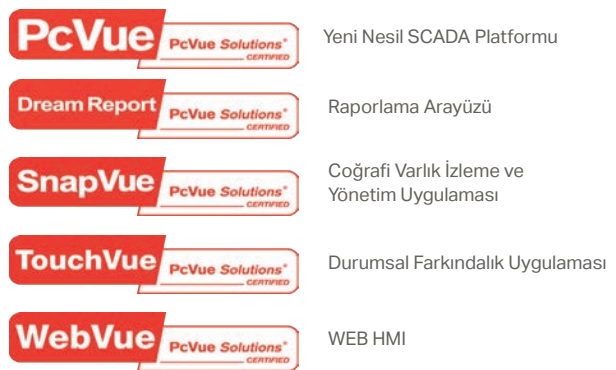 PcVue
PcVue Solutions*
CERTIFIED
Yeni Nesil SCADA Platformu
Dream Report
PcVue Solutions*
CERTIFIED
Raporlama Arayüzü
SnapVue
PcVue Solutions*
CERTIFIED
Coğrafi Varlık İzleme ve
Yönetim Uygulaması
TouchVue
PcVue Solutions*
CERTIFIED
Durumsal Farkındalık Uygulaması
WebVue
PcVue Solutions*
CERTIFIED
WEB HMI